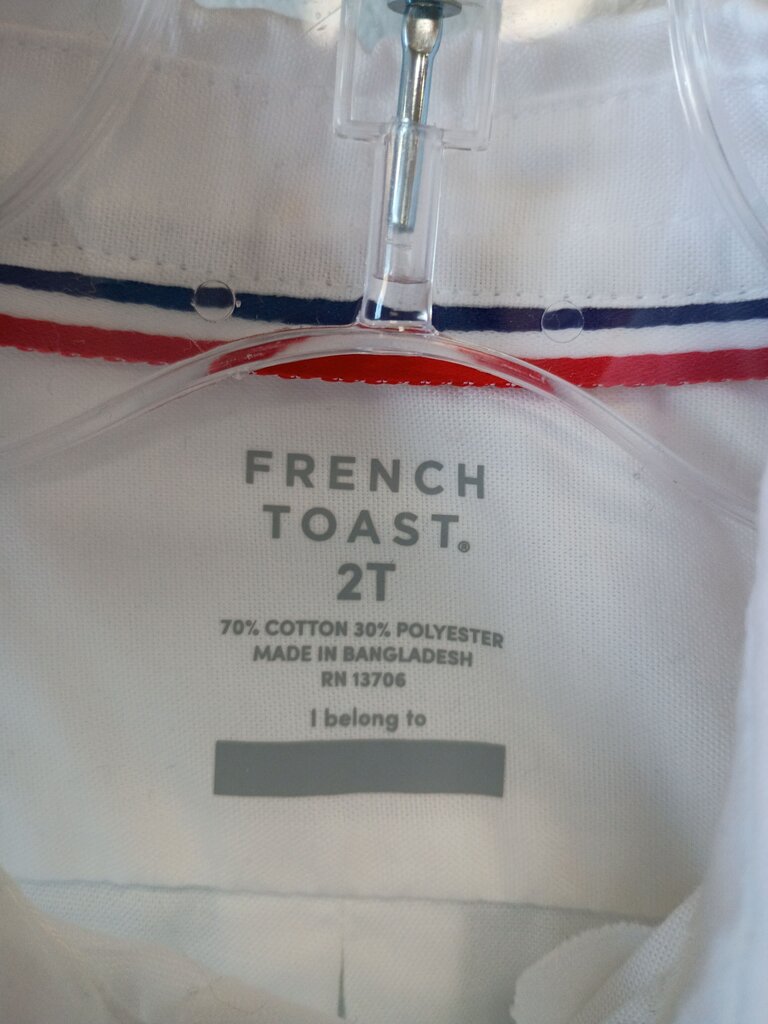 FRENCH
TOAST®
2T
70% COTTON 30% POLYESTER
MADE IN BANGLADESH
RN 13706
I belong to